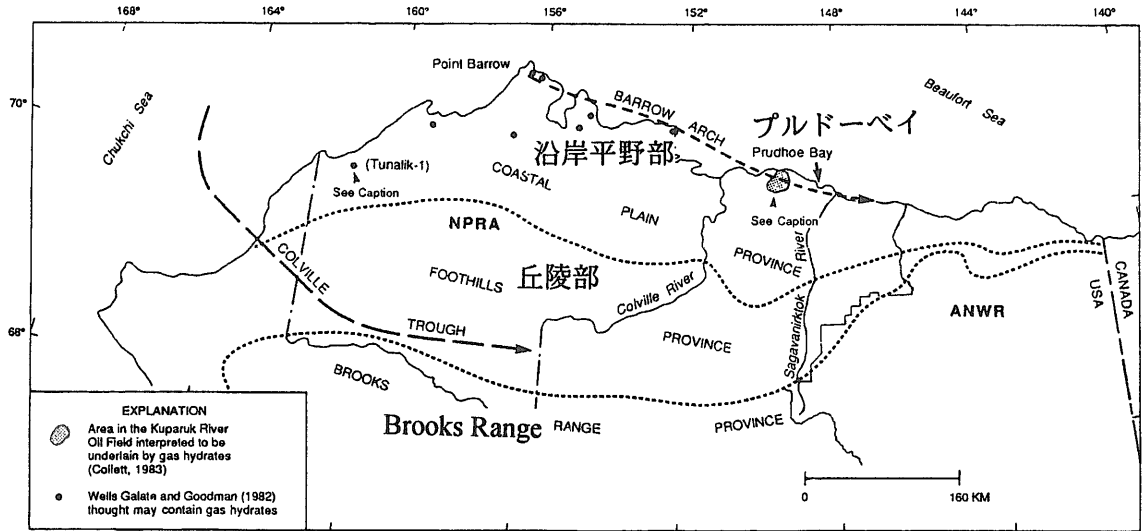 168°
164°
160°
156°
152°
148°
144°
140°
70°
68°
Chukchi Sea
Point Barrow
BARROW
ARCH
Beaufort Sea
プルドーベイ
Prudhoe Bay
沿岸平野部
(Tunalik-1)
See Caption
COASTAL
PLAIN
PROVINCE
See Caption
NPRA
COLVILLE
TROUGH
FOOTHILLS
丘陵部
PROVINCE
Colville River
Sagavanirktok River
ANWR
CANADA
USA
BROOKS
RANGE
PROVINCE
Brooks Range
EXPLANATION
Area in the Kuparuk River
Oil Field interpreted to be
underlain by gas hydrates
(Collett, 1983)
Wells Galate and Goodman (1982)
thought may contain gas hydrates
0
160 KM